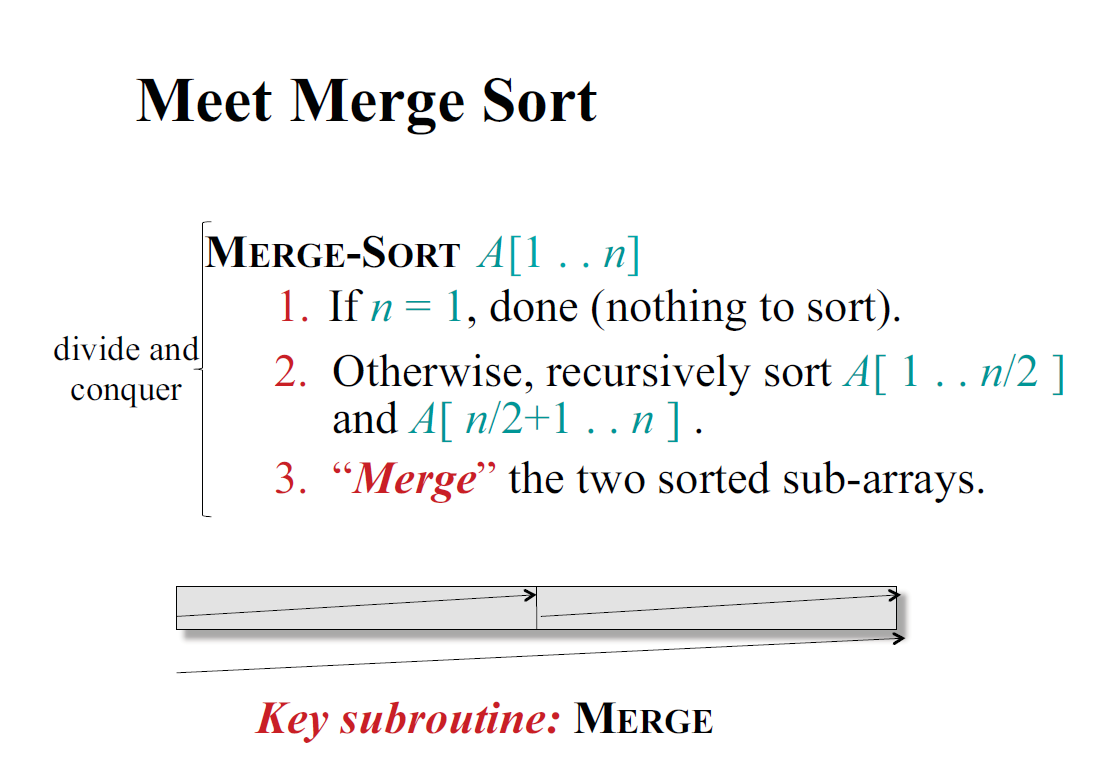 Meet Merge Sort
MERGE-SORT A[1 . . n]
1. If n = 1, done (nothing to sort).
divide and
conquer
2. Otherwise, recursively sort A[ 1 . . n/2 ]
and A[ n/2+1 . . n ] .
3. “Merge” the two sorted sub-arrays.
Key subroutine: MERGE